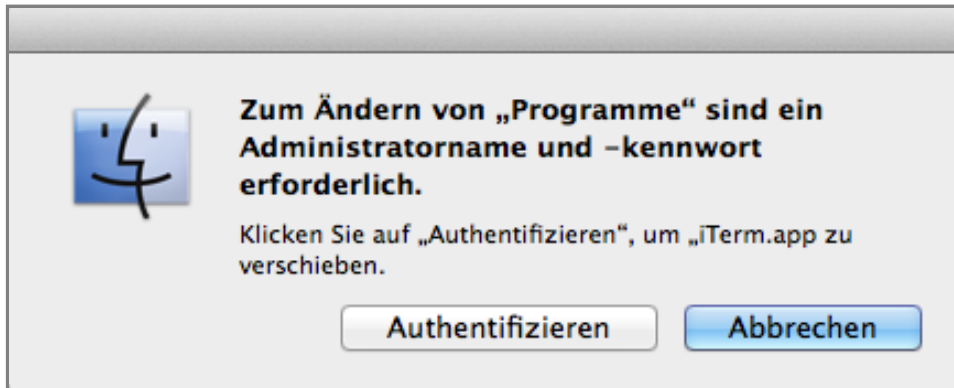 Zum Ändern von „Programme“ sind ein
Administratorname und -kennwort
erforderlich.
Klicken Sie auf „Authentifizieren“, um „iTerm.app zu
verschieben.
Authentifizieren
Abbrechen